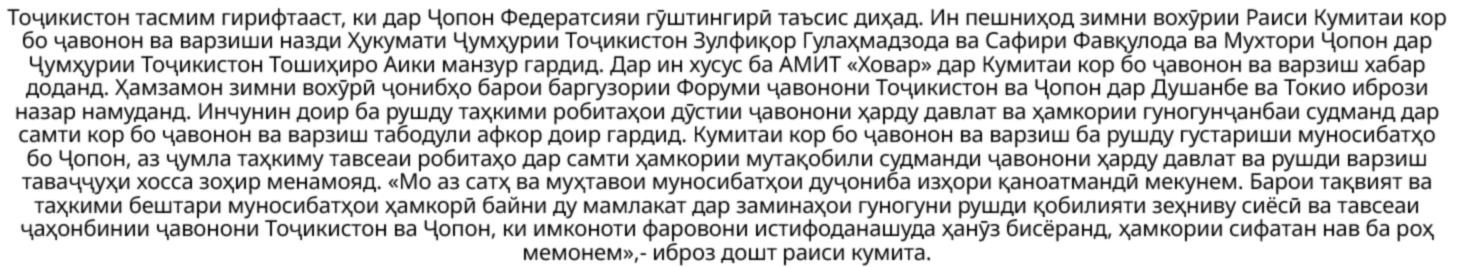 Тоҷикистон тасмим гирифтааст, ки дар Ҷопон Федератсияи гӯштингирӣ таъсис диҳад. Ин пешниҳод зимни вохӯрии Раиси Кумитаи кор
бо ҷавонон ва варзиши назди Ҳукумати Ҷумҳурии Тоҷикистон Зулфиқор Гулаҳмадзода ва Сафири Фавқулода ва Мухтори Ҷопон дар
Ҷумҳурии Тоҷикистон Тошиҳиро Аики манзур гардид. Дар ин хусус ба АМИТ «Ховар» дар Кумитаи кор бо ҷавонон ва варзиш хабар
доданд. Ҳамзамон зимни вохӯрӣ ҷонибҳо барои баргузории Форуми ҷавонони Тоҷикистон ва Ҷопон дар Душанбе ва Токио ибрози
назар намуданд. Инчунин доир ба рушду таҳкими робитаҳои дӯстии ҷавонони ҳарду давлат ва ҳамкории гуногунҷанбаи судманд дар
самти кор бо ҷавонон ва варзиш табодули афкор доир гардид. Кумитаи кор бо ҷавонон ва варзиш ба рушду густариши муносибатҳо
бо Ҷопон, аз ҷумла таҳкиму тавсеаи робитаҳо дар самти ҳамкории мутақобили судманди ҷавонони ҳарду давлат ва рушди варзиш
таваҷҷуҳи хосса зоҳир менамояд. «Мо аз сатҳ ва муҳтавои муносибатҳои дуҷониба изҳори қаноатмандӣ мекунем. Барои тақвият ва
таҳкими бештари муносибатҳои ҳамкорӣ байни ду мамлакат дар заминаҳои гуногуни рушди қобилияти зеҳниву сиёсӣ ва тавсеаи
ҷаҳонбинии ҷавонони Тоҷикистон ва Ҷопон, ки имконоти фаровони истифоданашуда ҳанӯз бисёранд, ҳамкории сифатан нав ба роҳ
мемонем»,- иброз дошт раиси кумита.